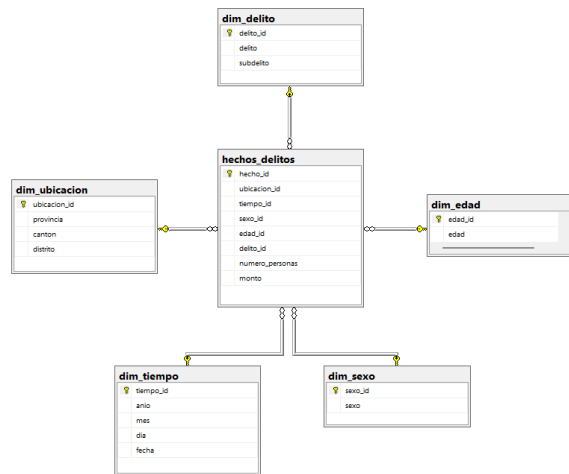 dim_delito
delito_id
delito
subdelito
hechos_delitos
hecho_id
ubicacion_id
tiempo_id
sexo_id
edad_id
delito_id
numero_personas
monto
dim_ubicacion
ubicacion_id
provincia
canton
distrito
dim_edad
edad_id
edad
dim_tiempo
tiempo_id
anio
mes
dia
fecha
dim_sexo
sexo_id
sexo